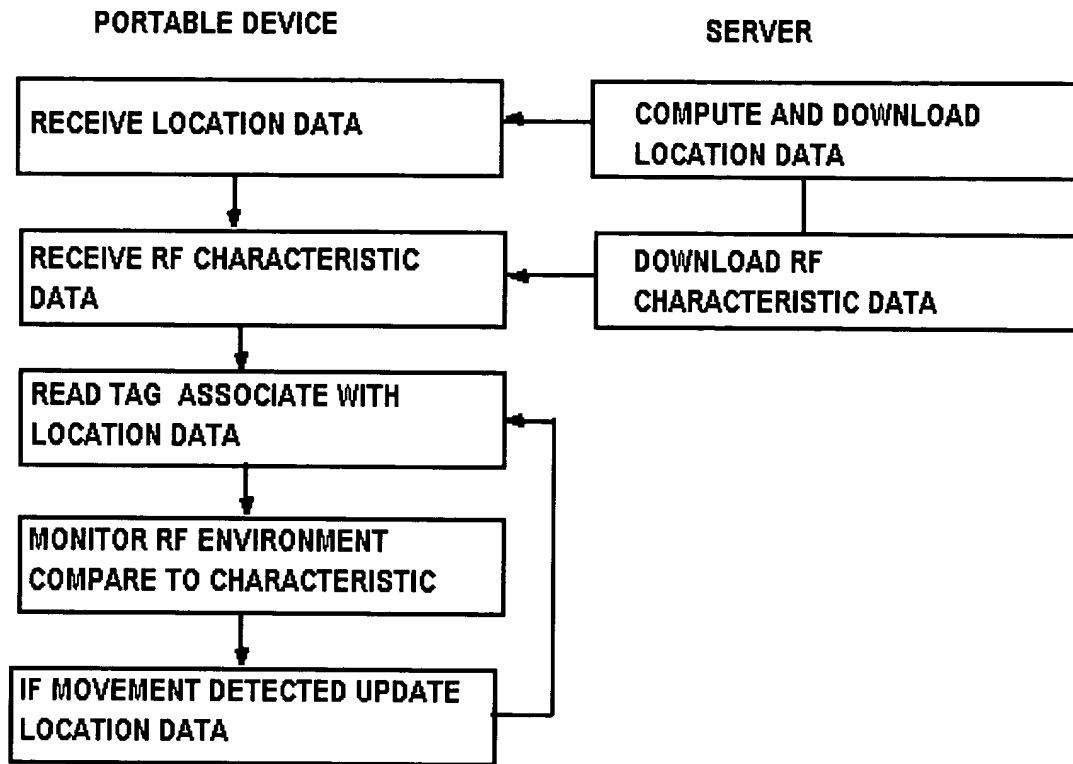 PORTABLE DEVICE
SERVER
RECEIVE LOCATION DATA
COMPUTE AND DOWNLOAD
LOCATION DATA
RECEIVE RF CHARACTERISTIC
DATA
DOWNLOAD RF
CHARACTERISTIC DATA
READ TAG ASSOCIATE WITH
LOCATION DATA
MONITOR RF ENVIRONMENT
COMPARE TO CHARACTERISTIC
IF MOVEMENT DETECTED UPDATE
LOCATION DATA